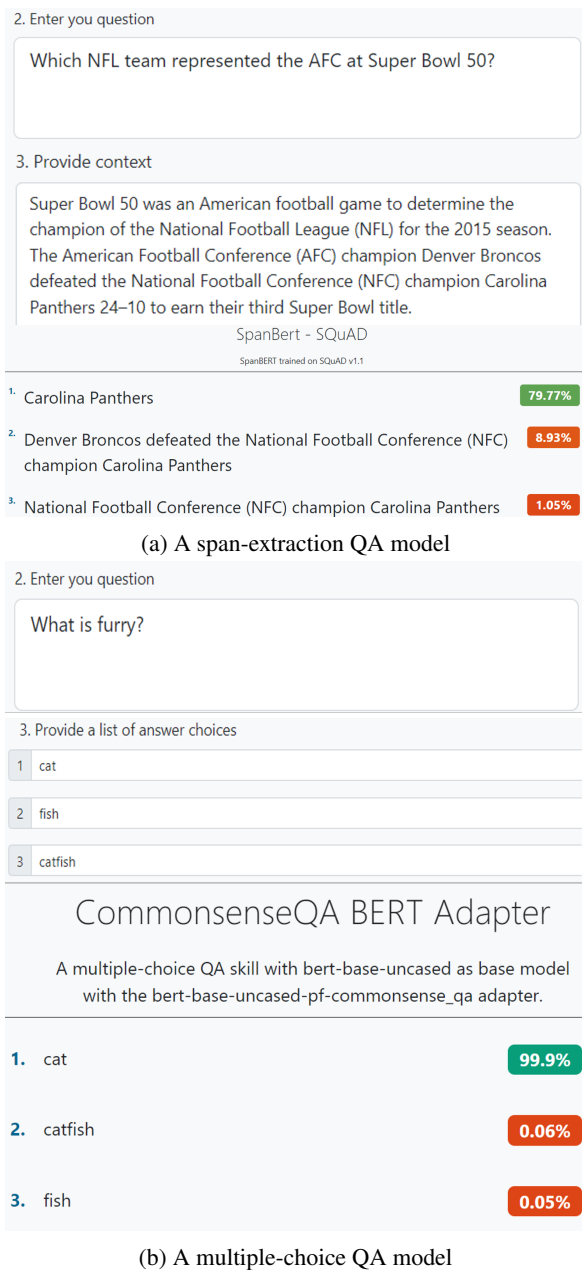 2. Enter you question
Which NFL team represented the AFC at Super Bowl 50?
3. Provide context
Super Bowl 50 was an American football game to determine the
champion of the National Football League (NFL) for the 2015 season.
The American Football Conference (AFC) champion Denver Broncos
defeated the National Football Conference (NFC) champion Carolina
Panthers 24–10 to earn their third Super Bowl title.
SpanBert - SQuAD
SpanBERT trained on SQuAD v1.1
1. Carolina Panthers 79.77%
2. Denver Broncos defeated the National Football Conference (NFC) 8.93%
champion Carolina Panthers
3. National Football Conference (NFC) champion Carolina Panthers 1.05%
(a) A span-extraction QA model
2. Enter you question
What is furry?
3. Provide a list of answer choices
1 cat
2 fish
3 catfish
CommonsenseQA BERT Adapter
A multiple-choice QA skill with bert-base-uncased as base model
with the bert-base-uncased-pf-commonsense_qa adapter.
1. cat 99.9%
2. catfish 0.06%
3. fish 0.05%
(b) A multiple-choice QA model